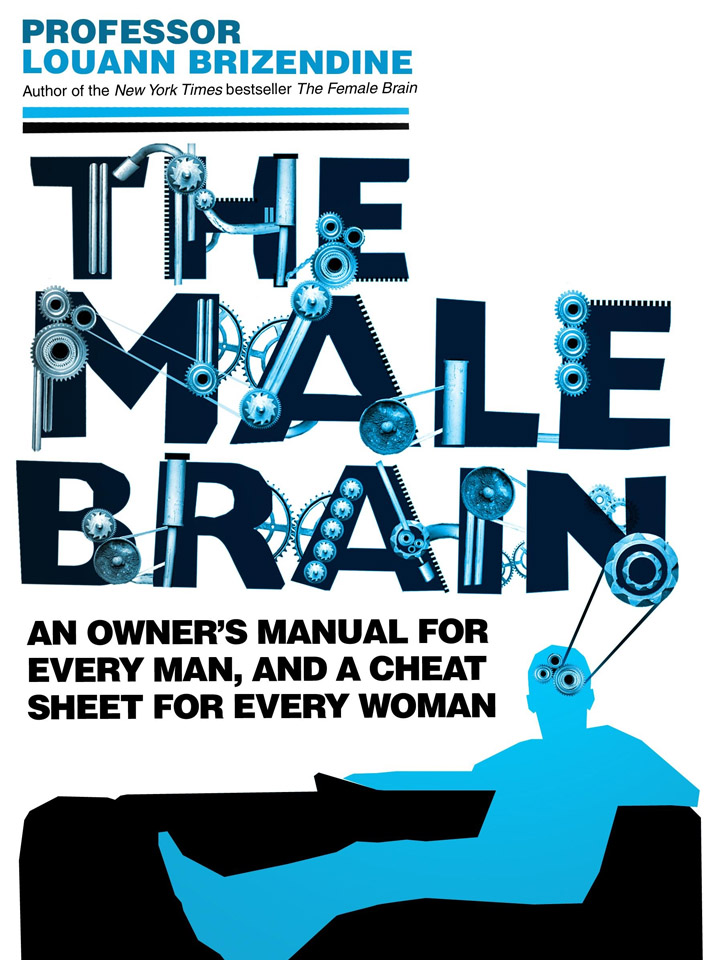 PROFESSOR
LOUANN BRIZENDINE
Author of the New York Times bestseller The Female Brain
THE
MALE
BRAIN
AN OWNER'S MANUAL FOR
EVERY MAN, AND A CHEAT
SHEET FOR EVERY WOMAN